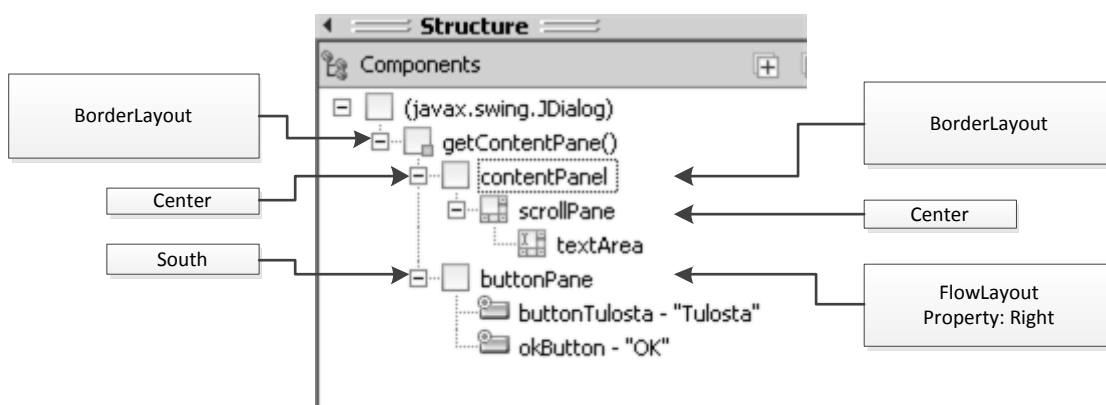 Structure
Components
BorderLayout
(javax.swing.JDialog)
BorderLayout
getContentPane()
Center
contentPanel
scrollPane
Center
textArea
South
buttonPane
FlowLayout
Property: Right
buttonTulosta - "Tulosta"
okButton - "OK"